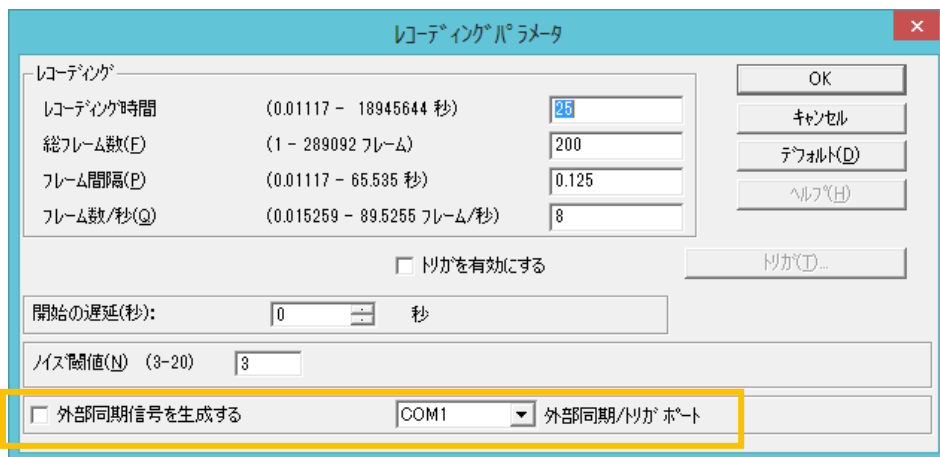 レコーディングパラメータ
×
レコーディング
レコーディング時間 (0.01117 - 18945644 秒) 25
総フレーム数(F) (1 - 289092 フレーム) 200
フレーム間隔(P) (0.01117 - 65.535 秒) 0.125
フレーム数/秒(Q) (0.015259 - 89.5255 フレーム/秒) 8
OK
キャンセル
デフォルト(D)
ヘルプ(H)
トリガを有効にする
トリガ(T)...
開始の遅延(秒): 0 秒
ノイズ閾値(N) (3-20) 3
外部同期信号を生成する COM1 外部同期/トリガ ポート